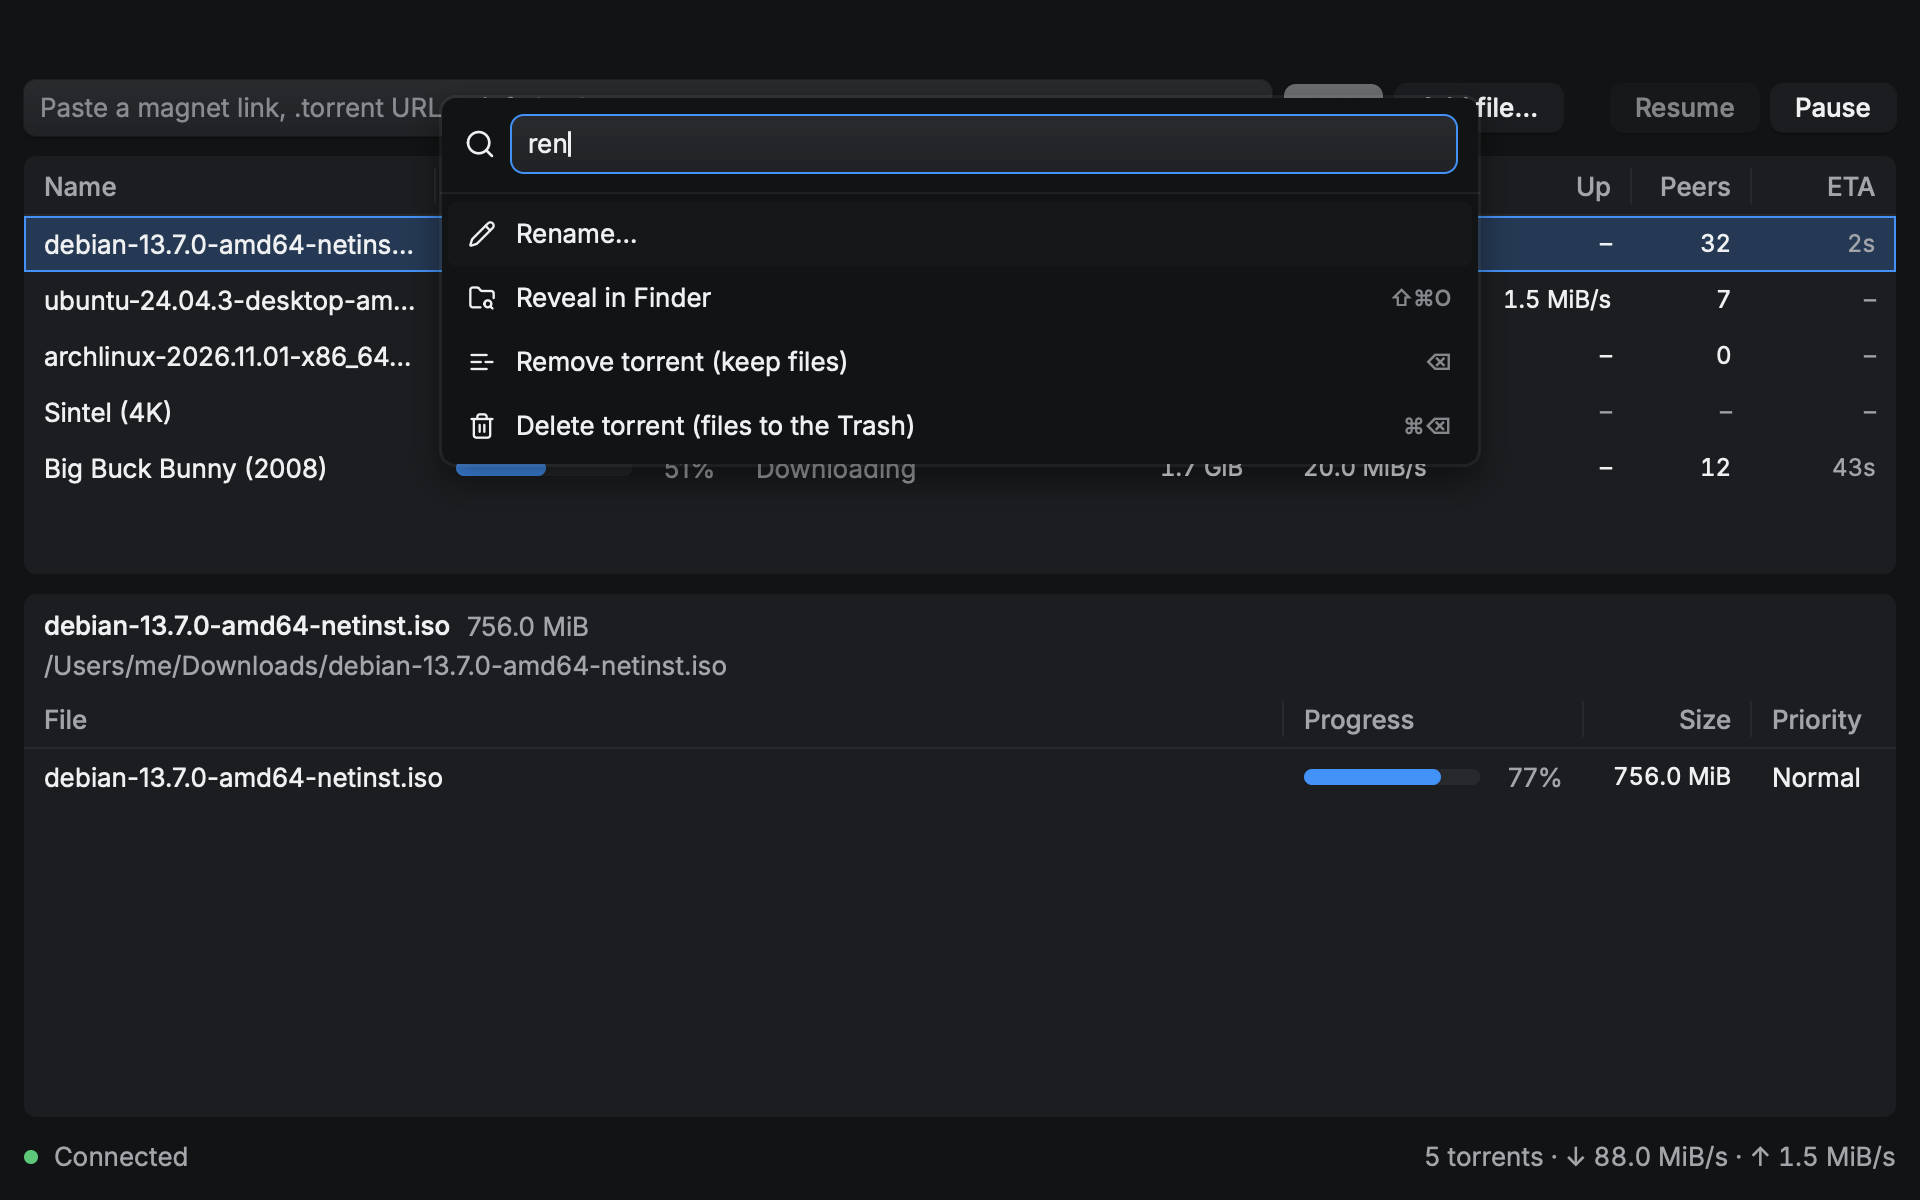 Paste a magnet link, .torrent URL
file...
Resume
Pause
ren
Name
Up
Peers
ETA
Rename...
Reveal in Finder ⇧⌘O
Remove torrent (keep files) ⌫
Delete torrent (files to the Trash) ⌘⌫
debian-13.7.0-amd64-netins... – 32 2s
ubuntu-24.04.3-desktop-am... 1.5 MiB/s 7 –
archlinux-2026.11.01-x86_64... – 0 –
Sintel (4K) – – –
Big Buck Bunny (2008) 51% Downloading 1.7 GiB 20.0 MiB/s – 12 43s
debian-13.7.0-amd64-netinst.iso 756.0 MiB
/Users/me/Downloads/debian-13.7.0-amd64-netinst.iso
File Progress Size Priority
debian-13.7.0-amd64-netinst.iso 77% 756.0 MiB Normal
Connected
5 torrents · ↓ 88.0 MiB/s · ↑ 1.5 MiB/s